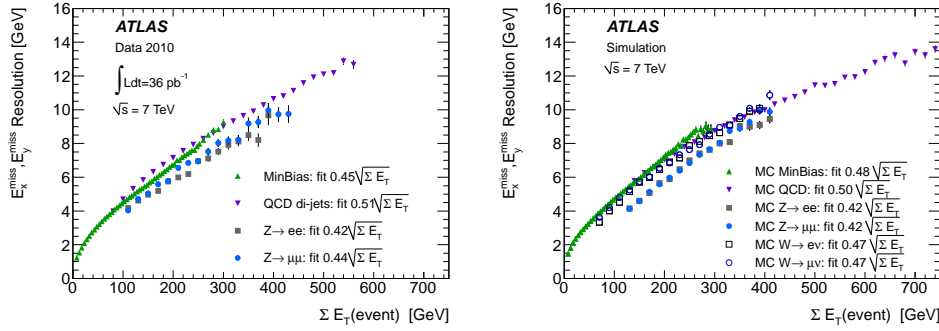 ATLAS
Data 2010
∫Ldt=36 pb⁻¹
√s = 7 TeV
MinBias: fit 0.45√Σ E_T
QCD di-jets: fit 0.51√Σ E_T
Z→ ee: fit 0.42√Σ E_T
Z→ μμ: fit 0.44√Σ E_T
E_x^miss, E_y^miss Resolution [GeV]
16
14
12
10
8
6
4
2
0
0 100 200 300 400 500 600 700
Σ E_T(event) [GeV]
ATLAS
Simulation
√s = 7 TeV
MC MinBias: fit 0.48√Σ E_T
MC QCD: fit 0.50√Σ E_T
MC Z→ ee: fit 0.42√Σ E_T
MC Z→ μμ: fit 0.42√Σ E_T
MC W→ eν: fit 0.47√Σ E_T
MC W→ μν: fit 0.47√Σ E_T
E_x^miss, E_y^miss Resolution [GeV]
16
14
12
10
8
6
4
2
0
0 100 200 300 400 500 600 700
Σ E_T(event) [GeV]